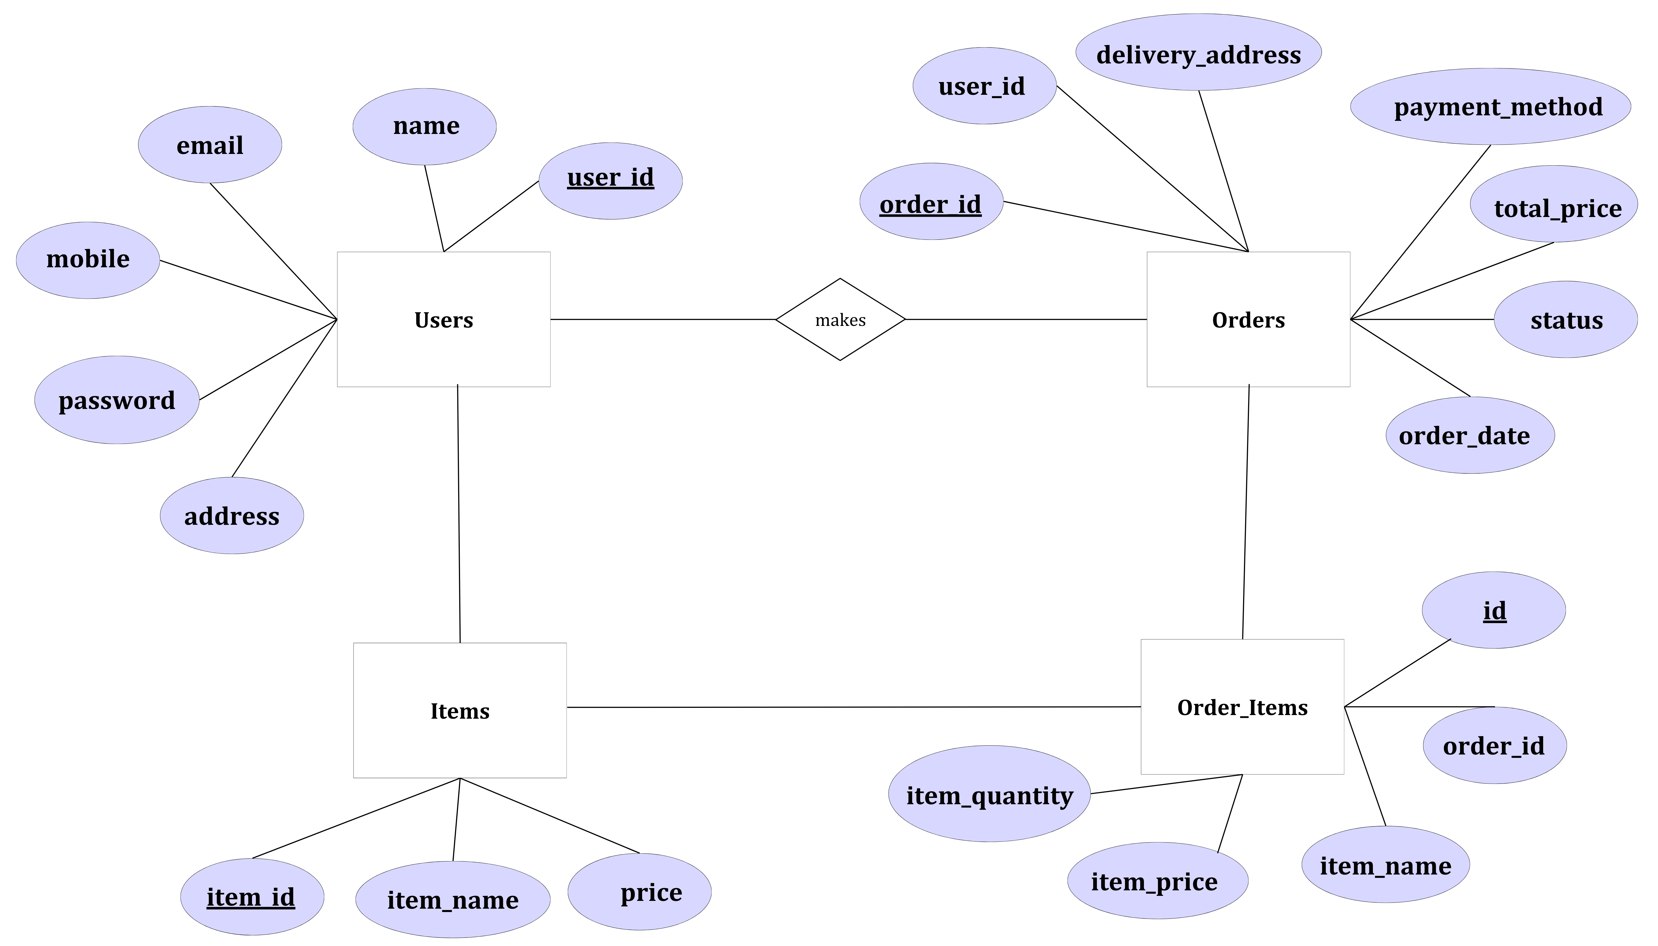 delivery_address
user_id
payment_method
name
email
user_id
order_id
total_price
mobile
Users
makes
Orders
status
password
order_date
address
id
Items
Order_Items
order_id
item_quantity
item_name
item_price
item_id
item_name
price